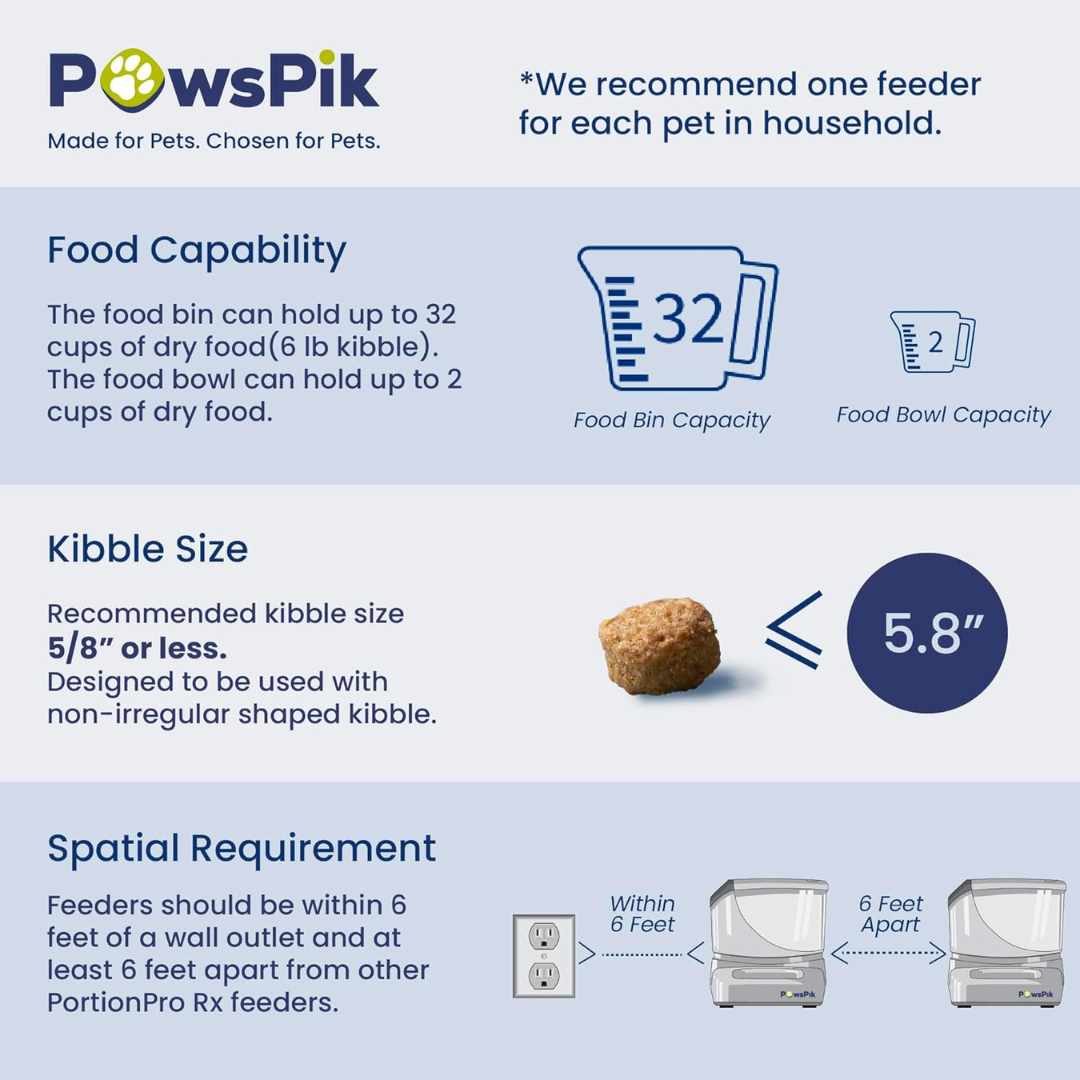 PawsPik
Made for Pets. Chosen for Pets.
*We recommend one feeder
for each pet in household.
Food Capability
The food bin can hold up to 32
cups of dry food(6 lb kibble).
The food bowl can hold up to 2
cups of dry food.
32
Food Bin Capacity
2
Food Bowl Capacity
Kibble Size
Recommended kibble size
5/8” or less.
Designed to be used with
non-irregular shaped kibble.
≤
5.8”
Spatial Requirement
Feeders should be within 6
feet of a wall outlet and at
least 6 feet apart from other
PortionPro Rx feeders.
Within
6 Feet
PawsPik
6 Feet
Apart
PawsPik